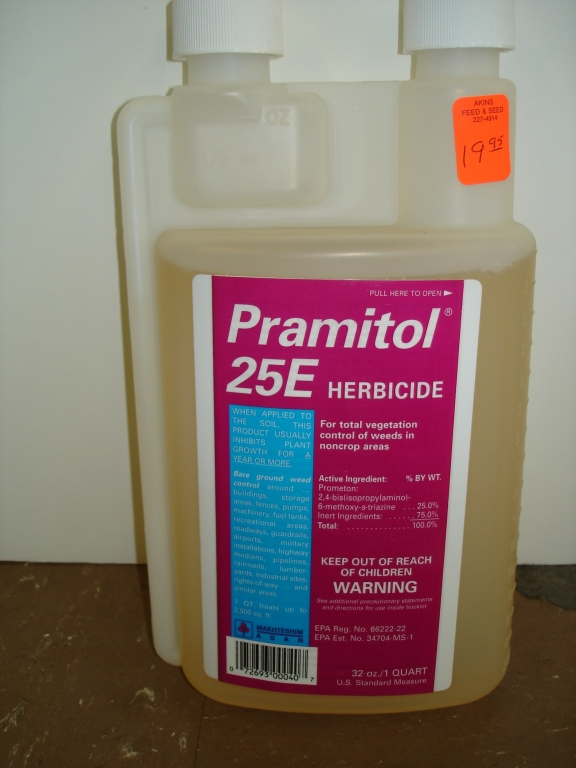 OZ
AKINS
FEED & SEED
227-4914
19.95
PULL HERE TO OPEN ►
Pramitol®
25E HERBICIDE
WHEN APPLIED TO
THE SOIL, THIS
PRODUCT USUALLY
INHIBITS PLANT
GROWTH FOR A
YEAR OR MORE.
Bare ground weed
control around ...
buildings, storage
areas, fences, pumps,
machinery, fuel tanks,
recreational areas,
roadways, guardrails,
airports, military
installations, highway
medians, pipelines,
railroads, lumber-
yards, industrial sites,
rights-of-way and
similar areas.
1 QT treats up to
2,500 sq. ft.
MAKHTESHIM
AGAN
0 72693 00040 7
For total vegetation
control of weeds in
noncrop areas
Active Ingredient: % BY WT.
Prometon:
2,4-bis(isopropylamino)-
6-methoxy-s-triazine ... 25.0%
Inert Ingredients: ...... 75.0%
Total: .................. 100.0%
KEEP OUT OF REACH
OF CHILDREN
WARNING
See additional precautionary statements
and directions for use inside booklet
EPA Reg. No. 66222-22
EPA Est. No. 34704-MS-1
32 oz./1 QUART
U.S. Standard Measure